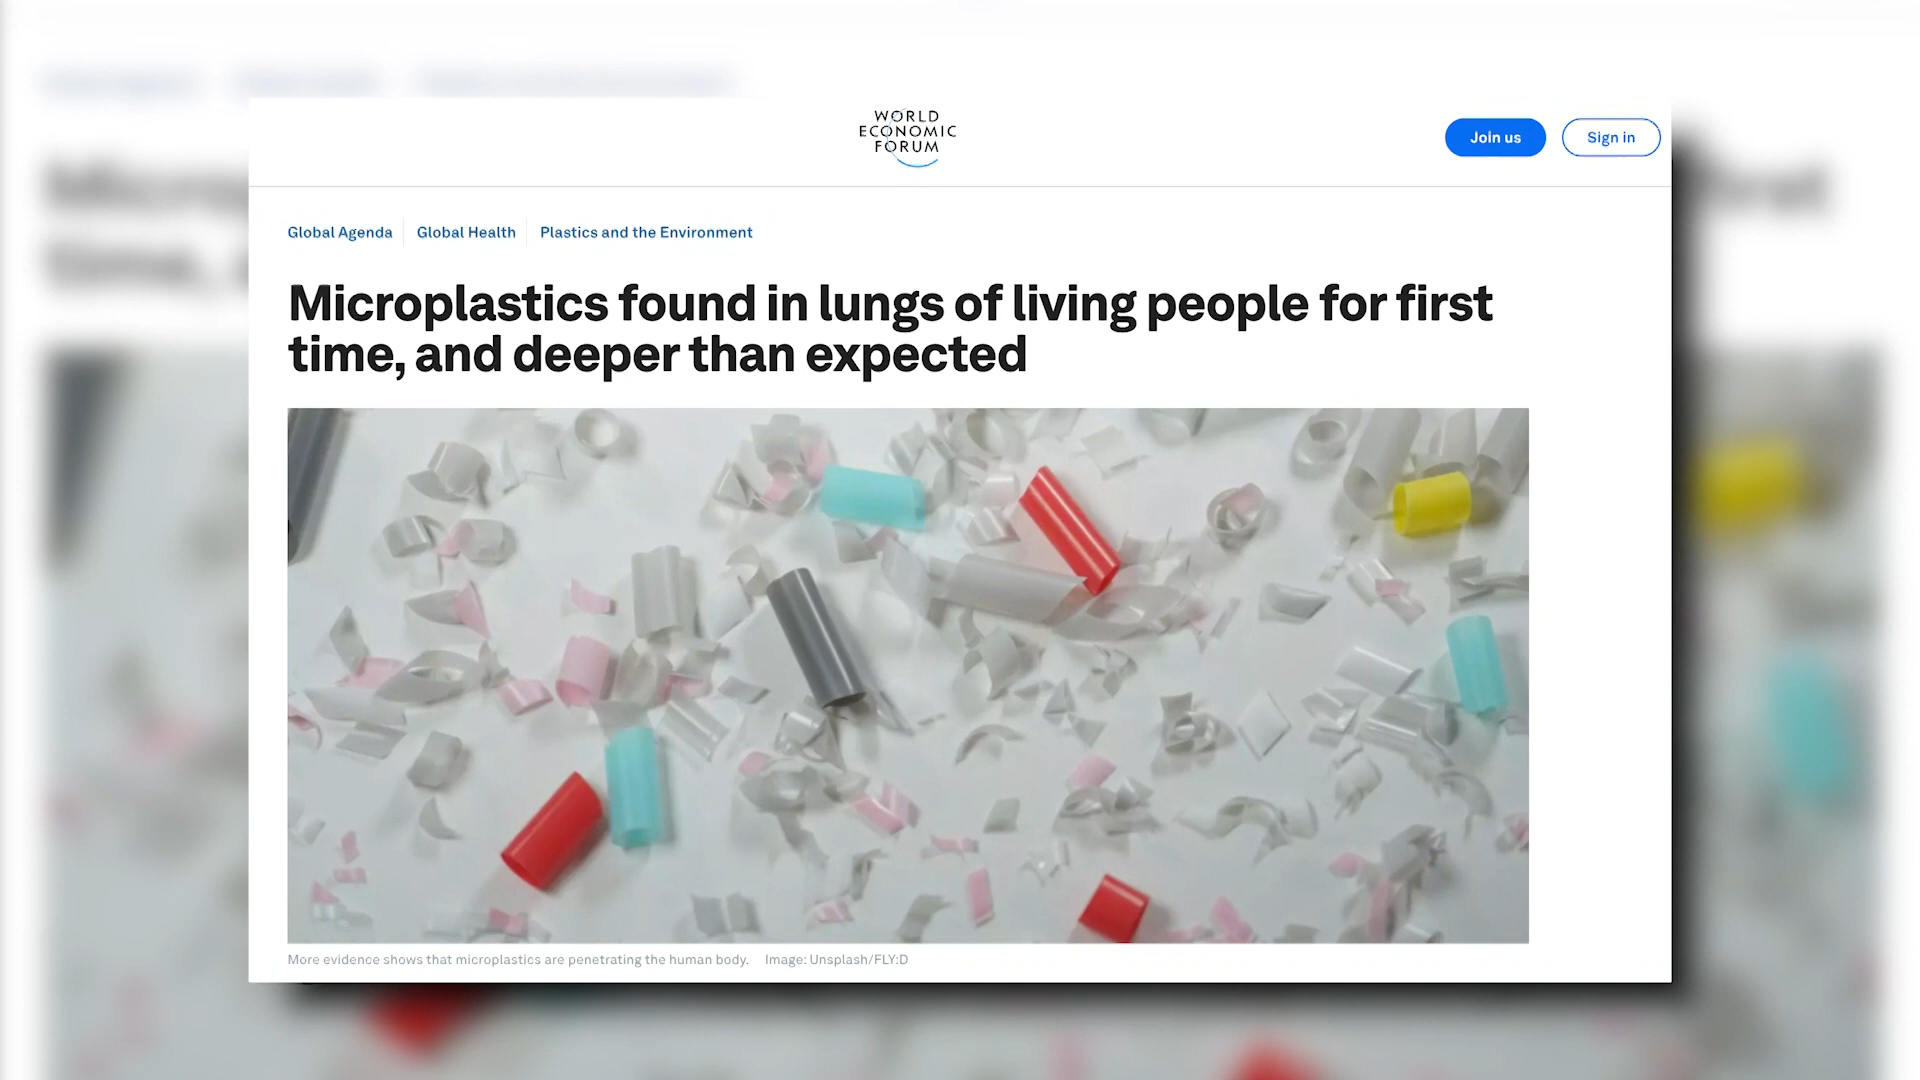 WORLD
ECONOMIC
FORUM
Join us
Sign in
Global Agenda
Global Health
Plastics and the Environment
Microplastics found in lungs of living people for first
time, and deeper than expected
More evidence shows that microplastics are penetrating the human body. Image: Unsplash/FLY:D